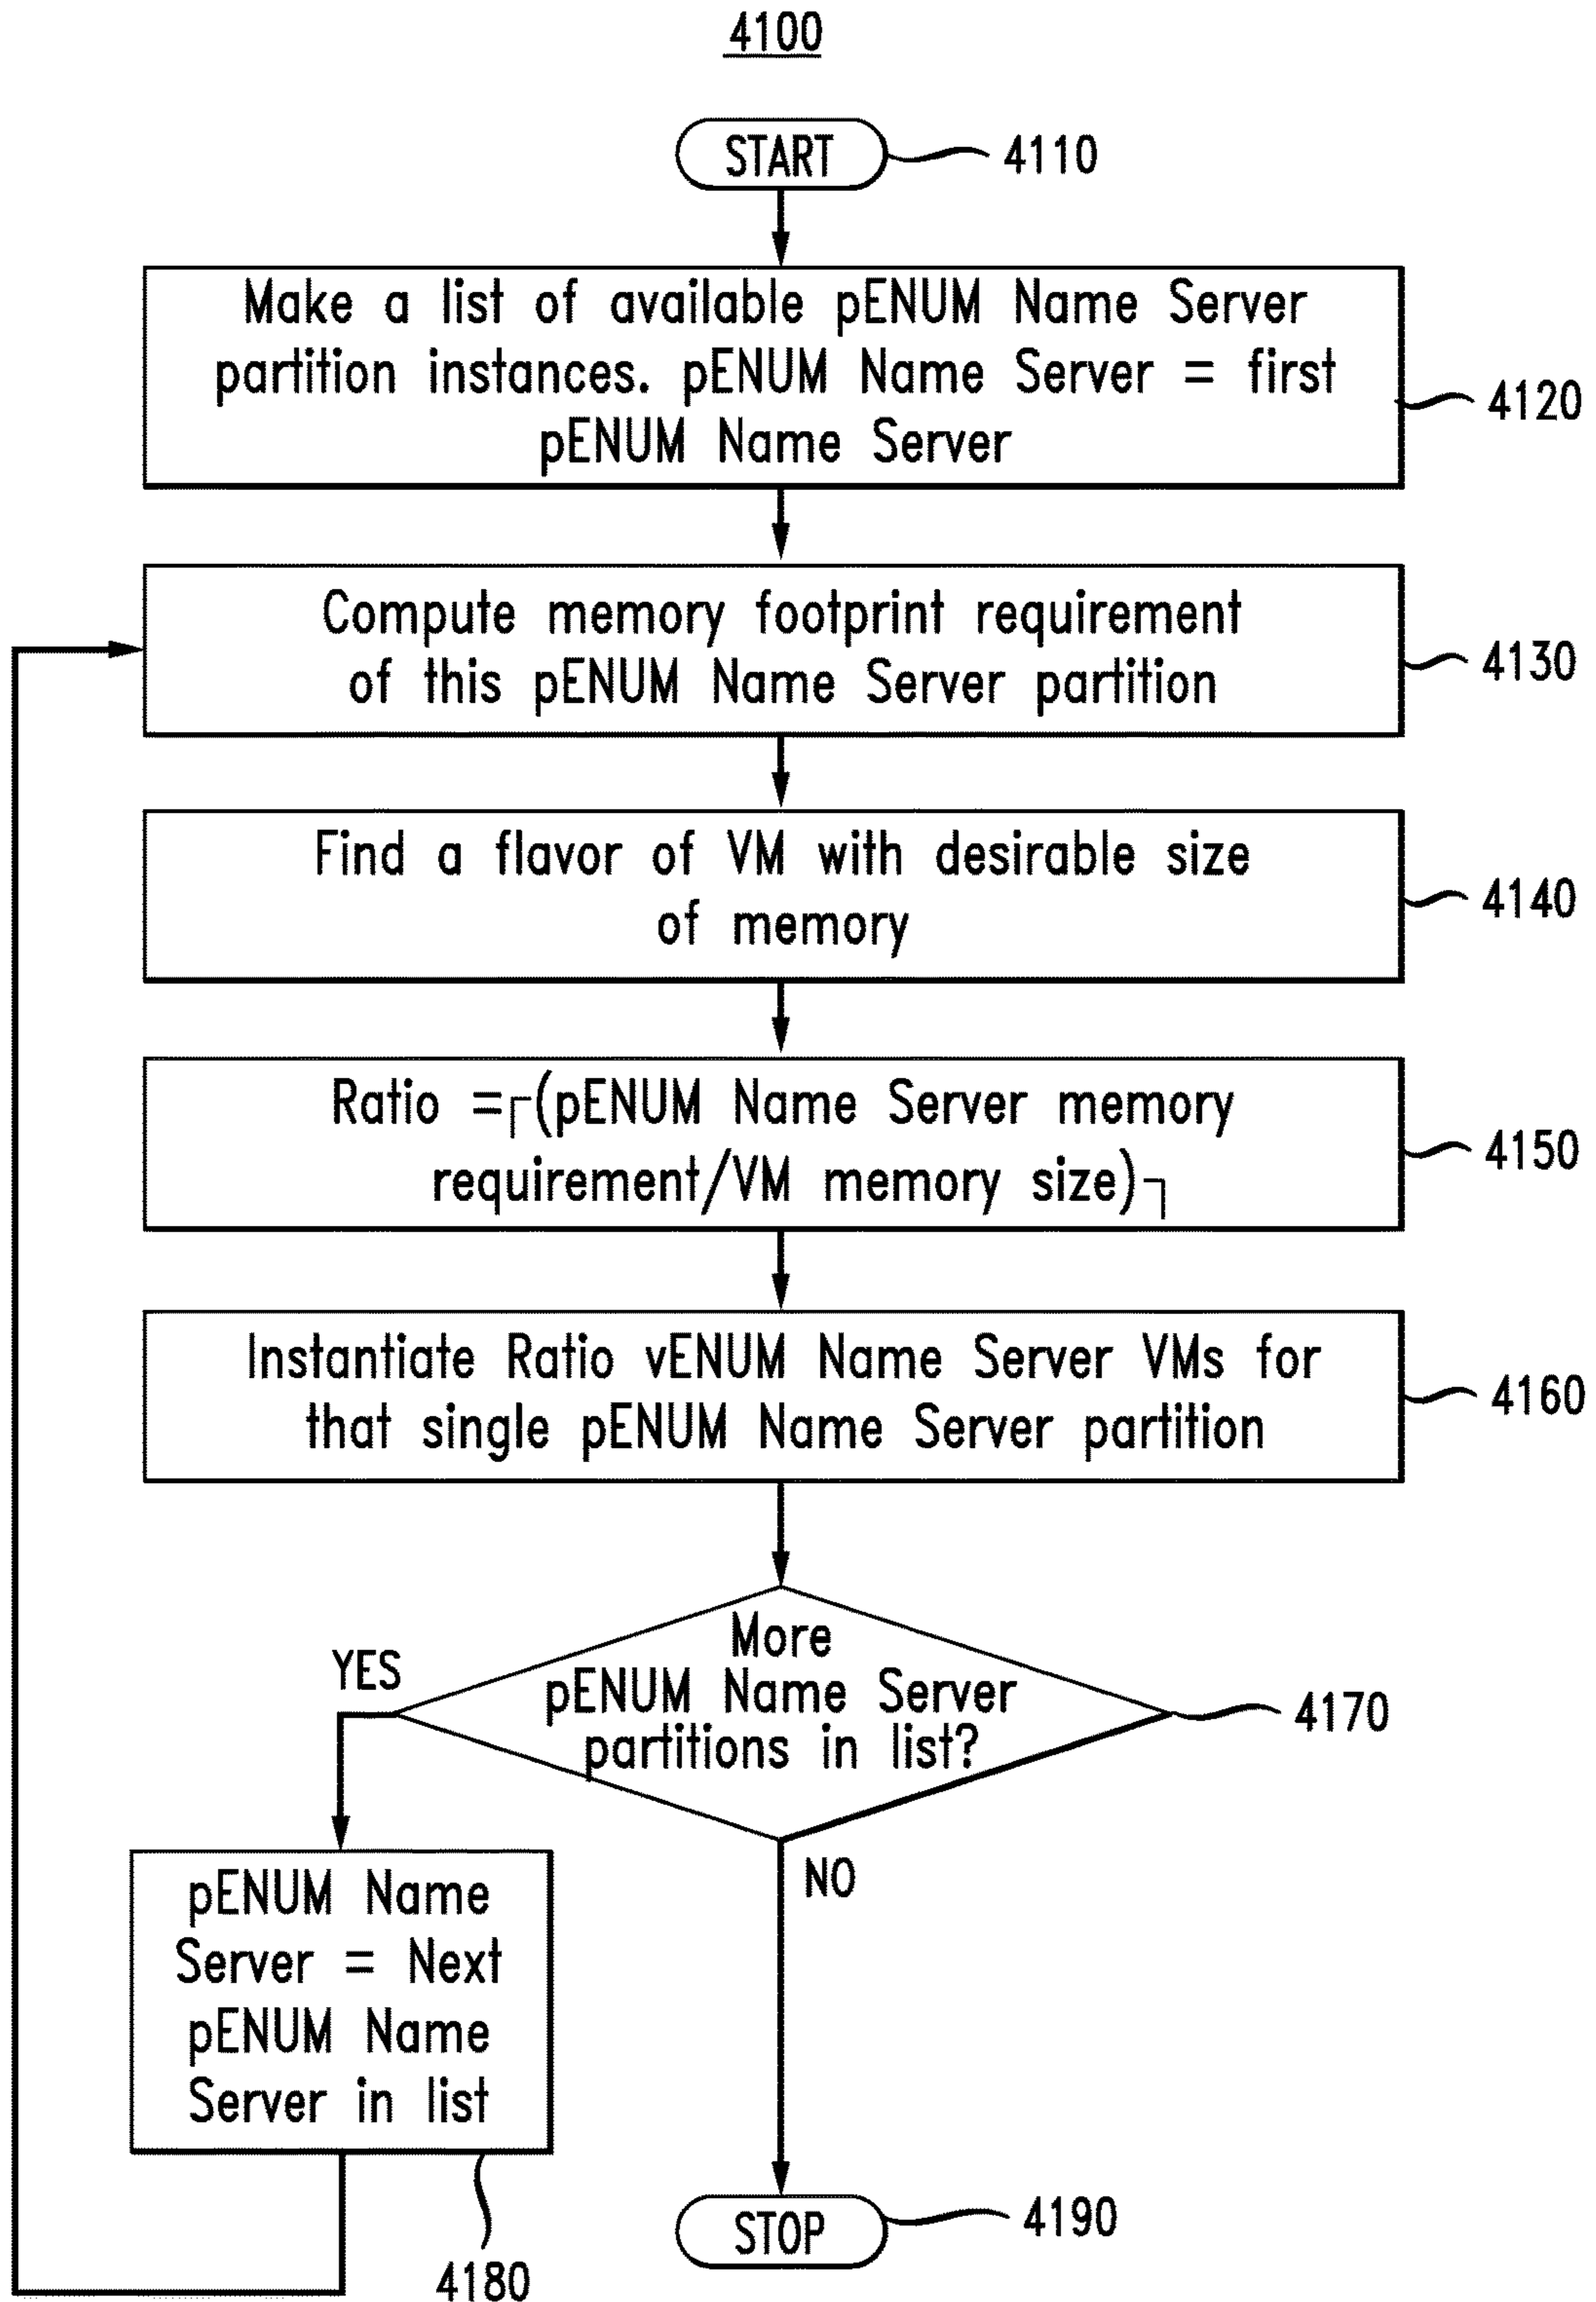 4100
START
4110
Make a list of available pENUM Name Server
partition instances. pENUM Name Server = first
pENUM Name Server
4120
Compute memory footprint requirement
of this pENUM Name Server partition
4130
Find a flavor of VM with desirable size
of memory
4140
Ratio =┌(pENUM Name Server memory
requirement/VM memory size)┐
4150
Instantiate Ratio vENUM Name Server VMs for
that single pENUM Name Server partition
4160
More
pENUM Name Server
partitions in list?
4170
YES
NO
pENUM Name
Server = Next
pENUM Name
Server in list
4180
STOP
4190